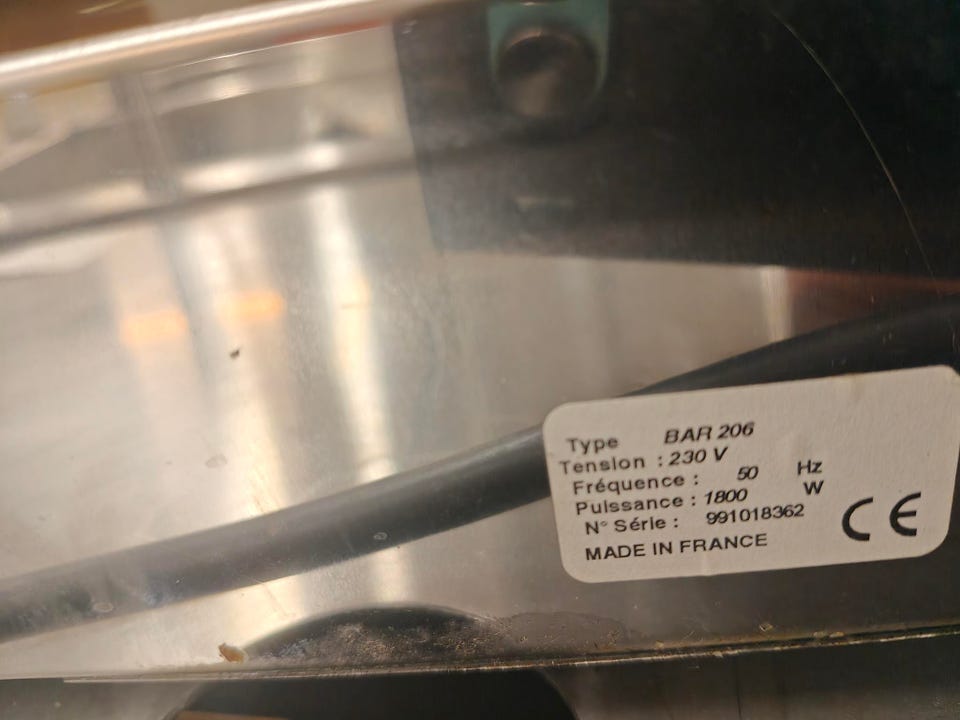 Type BAR 206
Tension : 230 V
Fréquence : 50 Hz
Puissance : 1800 W
N° Série : 991018362
MADE IN FRANCE
CE